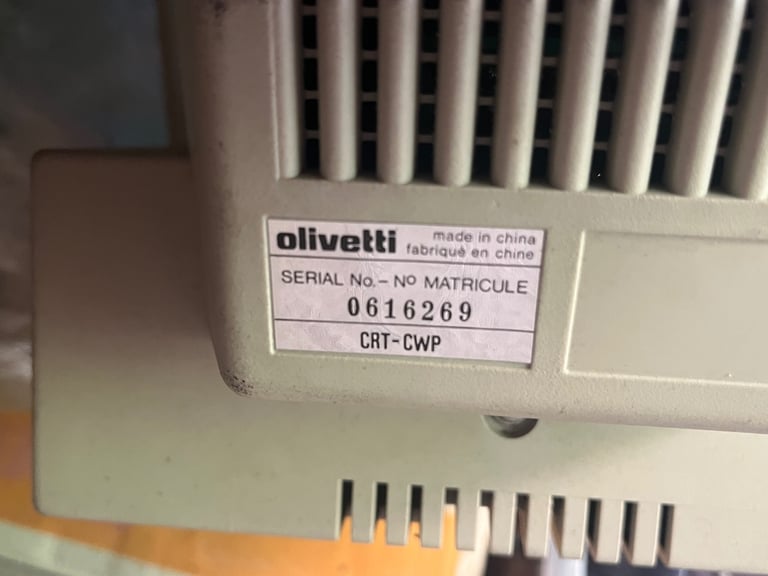 olivetti made in china
fabriqué en chine
SERIAL No.- Nº MATRICULE
0616269
CRT-CWP